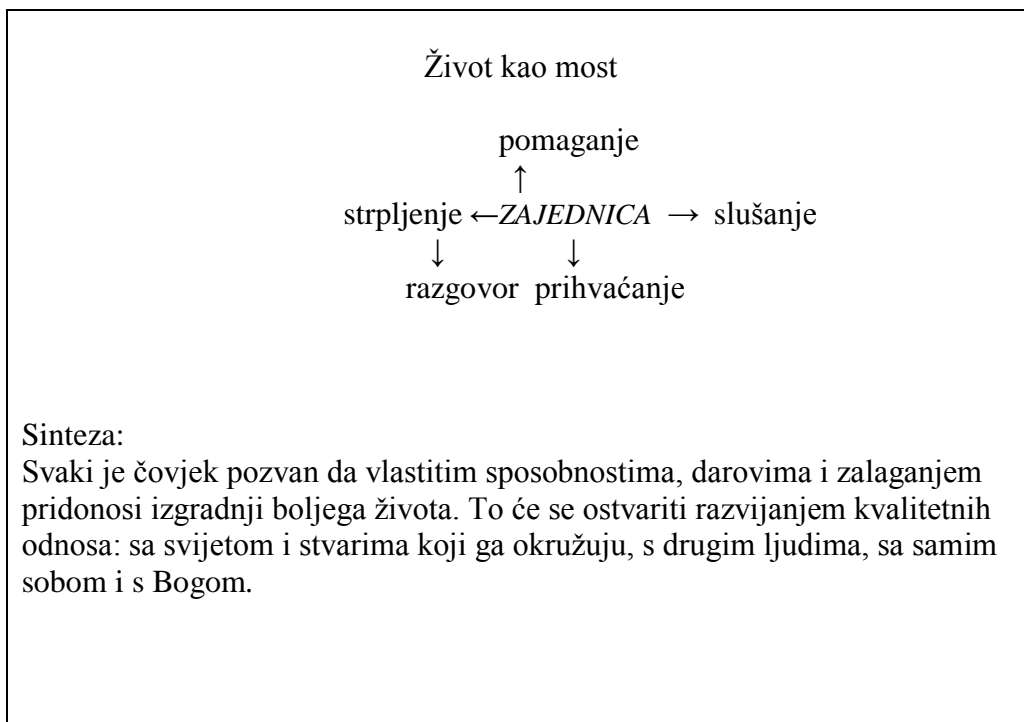 Život kao most
pomaganje
↑
strpljenje ←ZAJEDNICA → slušanje
↓ ↓
razgovor prihvaćanje
Sinteza:
Svaki je čovjek pozvan da vlastitim sposobnostima, darovima i zalaganjem
pridonosi izgradnji boljega života. To će se ostvariti razvijanjem kvalitetnih
odnosa: sa svijetom i stvarima koji ga okružuju, s drugim ljudima, sa samim
sobom i s Bogom.